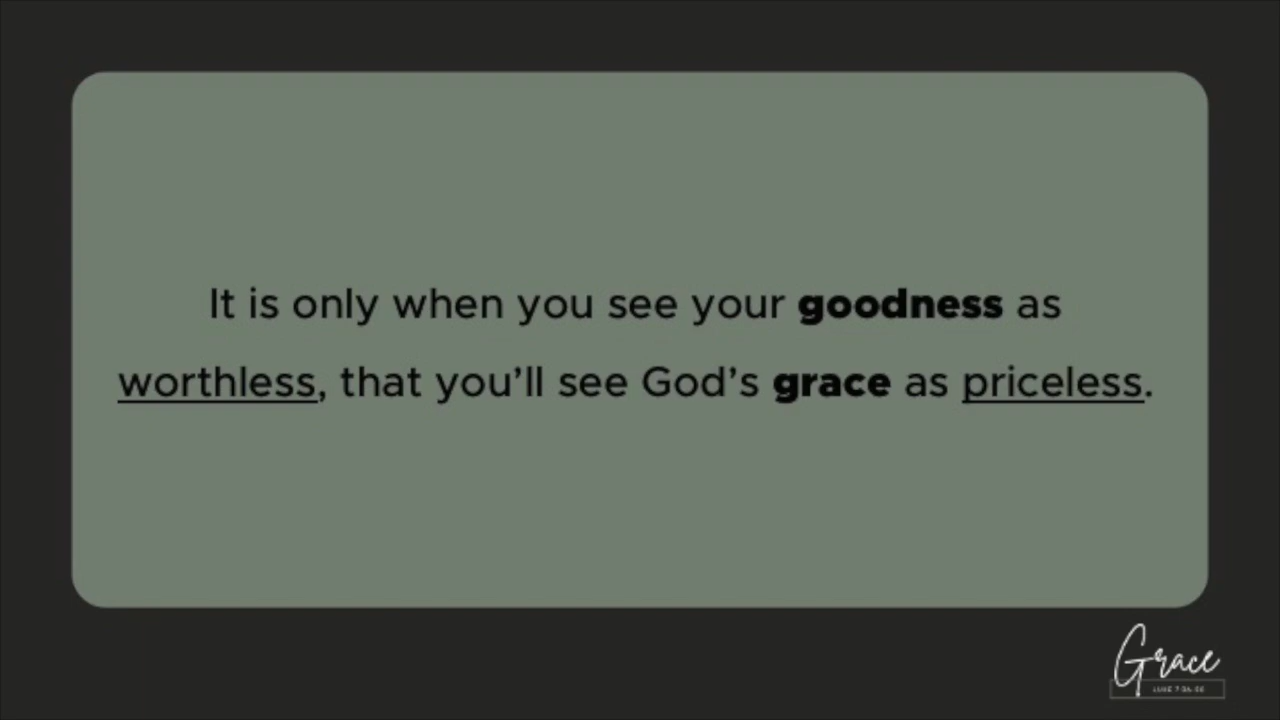 It is only when you see your goodness as
worthless, that you’ll see God’s grace as priceless.
Grace